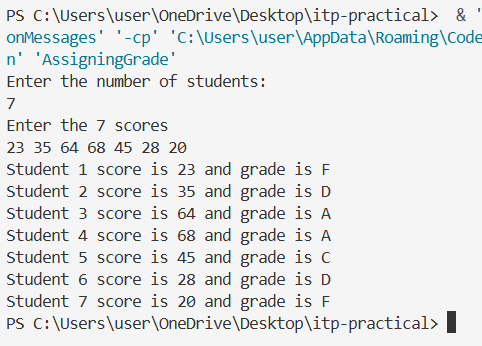 PS C:\Users\user\OneDrive\Desktop\itp-practical>  & '
onMessages' '-cp' 'C:\Users\user\AppData\Roaming\Code
n' 'AssigningGrade'
Enter the number of students:
7
Enter the 7 scores
23 35 64 68 45 28 20
Student 1 score is 23 and grade is F
Student 2 score is 35 and grade is D
Student 3 score is 64 and grade is A
Student 4 score is 68 and grade is A
Student 5 score is 45 and grade is C
Student 6 score is 28 and grade is D
Student 7 score is 20 and grade is F
PS C:\Users\user\OneDrive\Desktop\itp-practical>